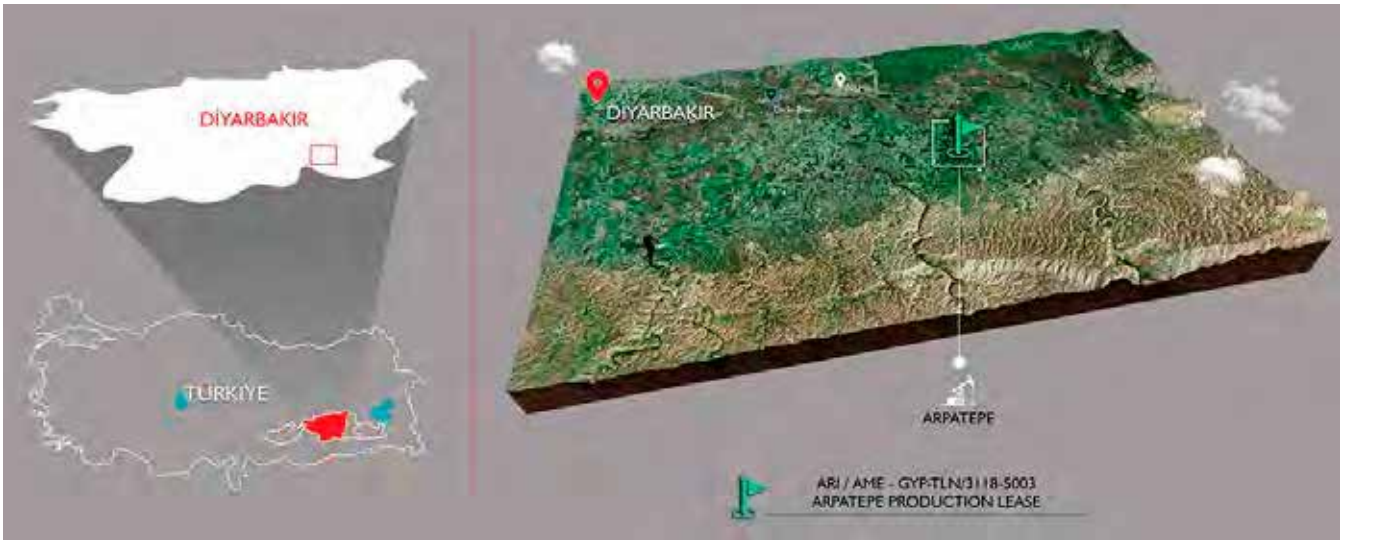 DİYARBAKIR
TÜRKİYE
DİYARBAKIR
ARPATEPE
ARI / AME - GYP-TLN/3118-5003
ARPATEPE PRODUCTION LEASE